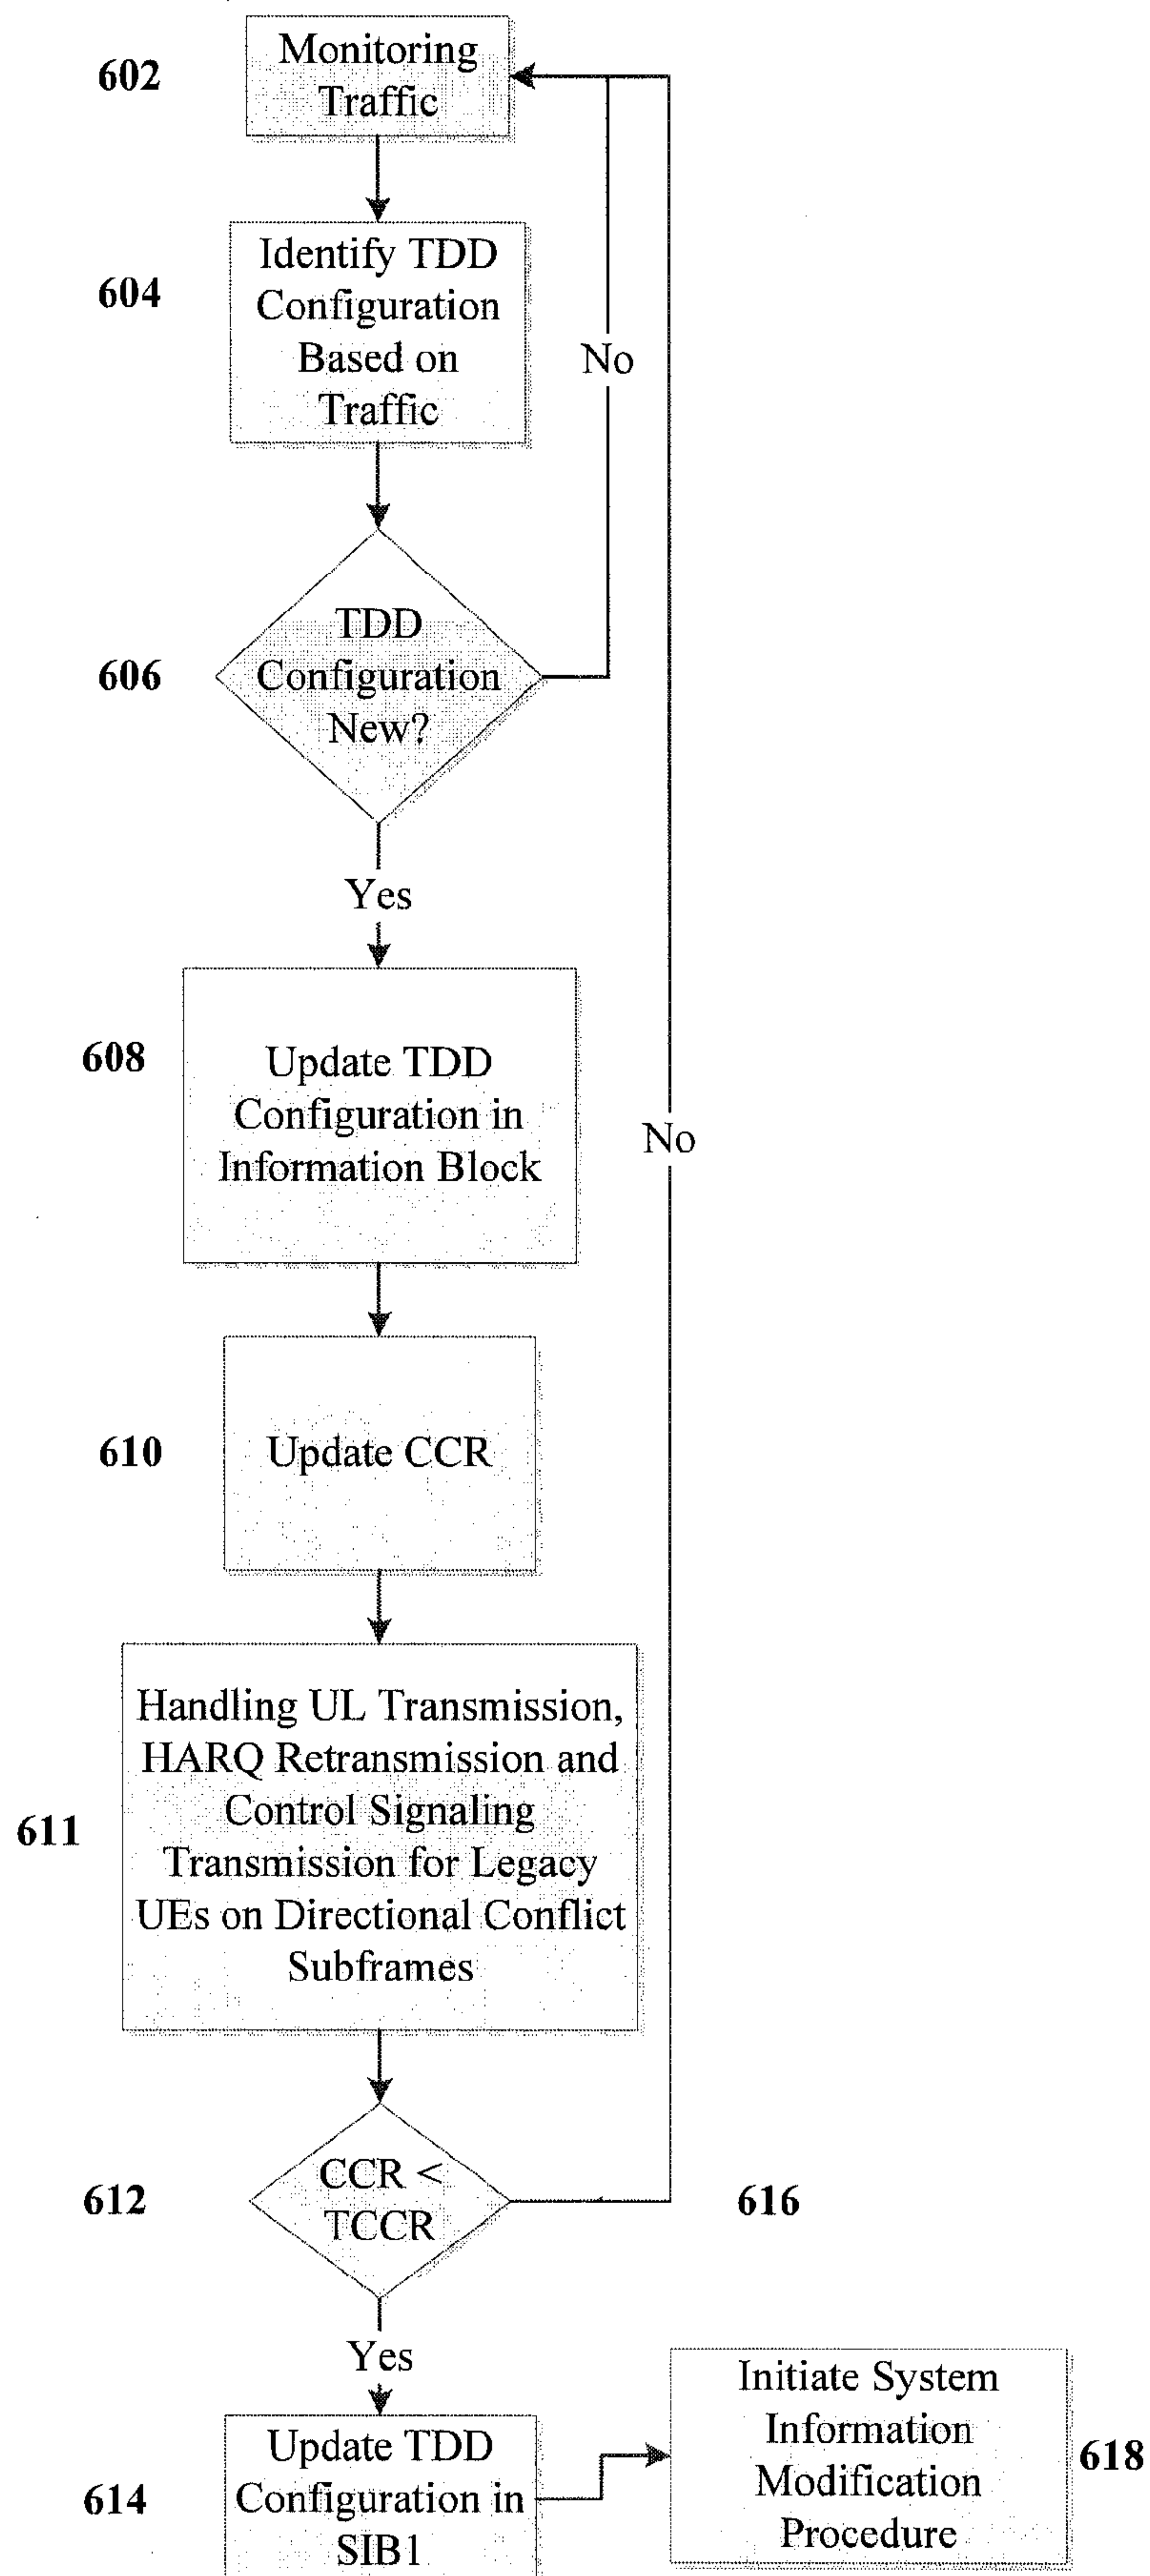 602
Monitoring
Traffic
604
Identify TDD
Configuration
Based on
Traffic
No
606
TDD
Configuration
New?
Yes
608
Update TDD
Configuration in
Information Block
No
610
Update CCR
611
Handling UL Transmission,
HARQ Retransmission and
Control Signaling
Transmission for Legacy
UEs on Directional Conflict
Subframes
612
CCR <
TCCR
616
Yes
614
Update TDD
Configuration in
SIB1
Initiate System
Information
Modification
Procedure
618